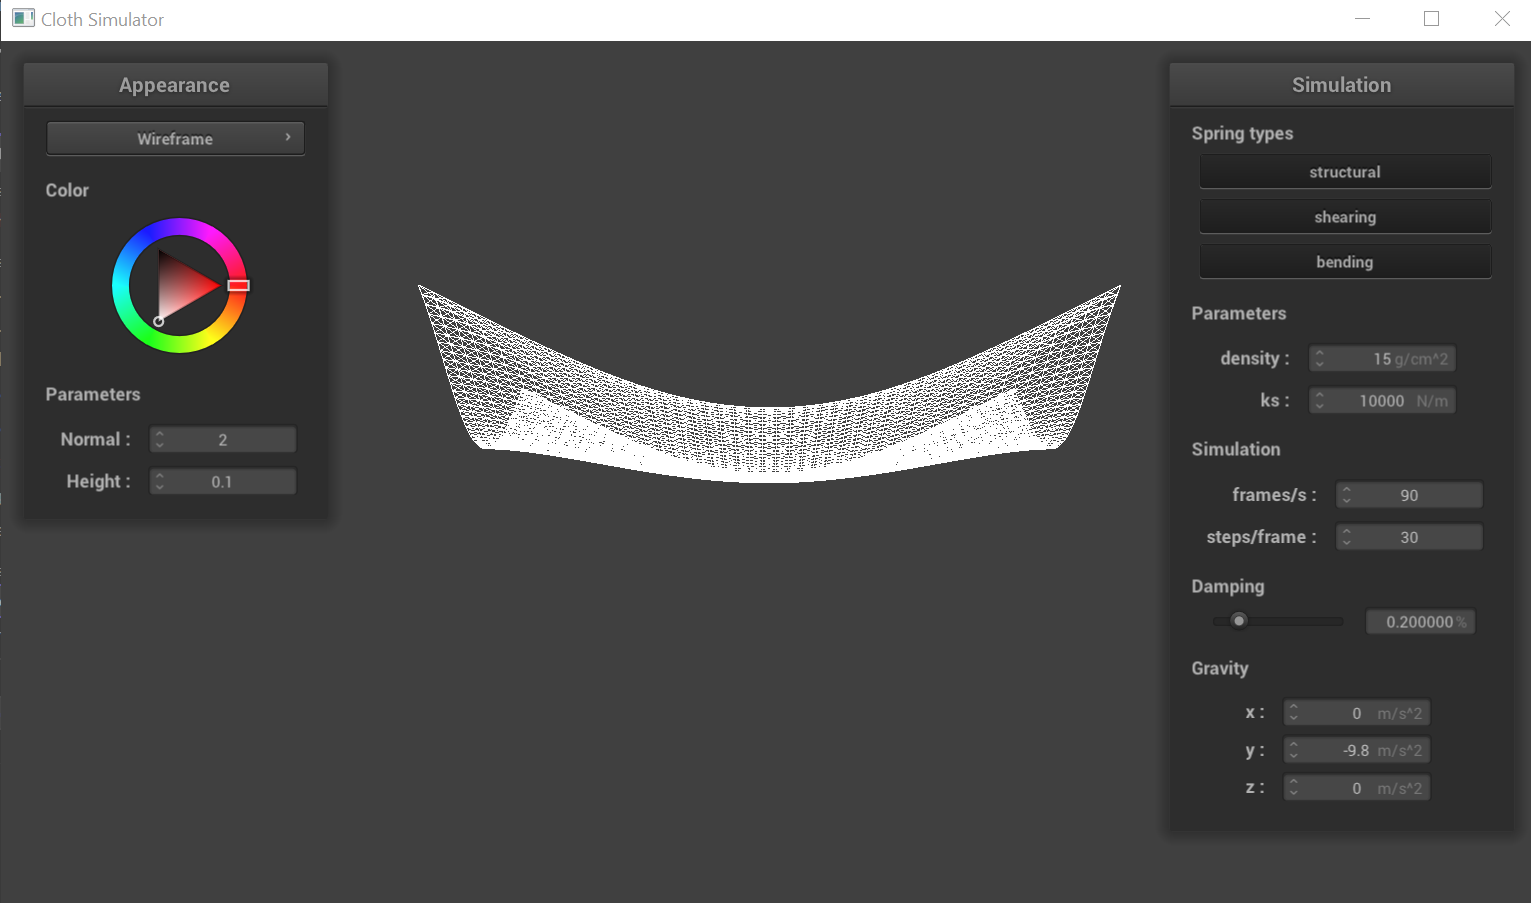 Cloth Simulator
Appearance
Wireframe
Color
Parameters
Normal : 2
Height : 0.1
Simulation
Spring types
structural
shearing
bending
Parameters
density : 15 g/cm^2
ks : 10000 N/m
Simulation
frames/s : 90
steps/frame : 30
Damping
0.200000 %
Gravity
x : 0 m/s^2
y : -9.8 m/s^2
z : 0 m/s^2